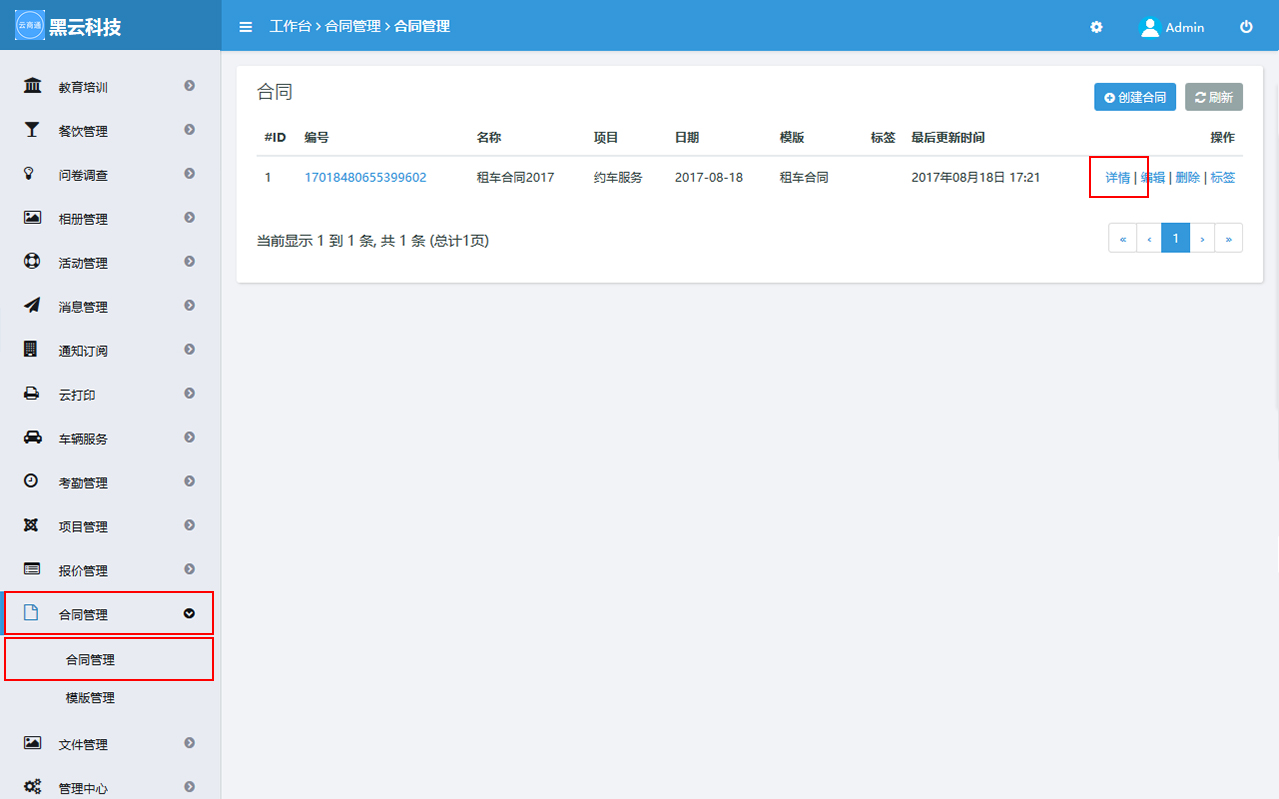 云商通 黑云科技
工作台 > 合同管理 > 合同管理
Admin
教育培训
餐饮管理
问卷调查
相册管理
活动管理
消息管理
通知订阅
云打印
车辆服务
考勤管理
项目管理
报价管理
合同管理
合同管理
模版管理
文件管理
管理中心
合同
创建合同 刷新
#ID 编号 名称 项目 日期 模版 标签 最后更新时间 操作
1 17018480655399602 租车合同2017 约车服务 2017-08-18 租车合同 2017年08月18日 17:21 详情 | 编辑 | 删除 | 标签
当前显示 1 到 1 条, 共 1 条 (总计1页)
« ‹ 1 › »